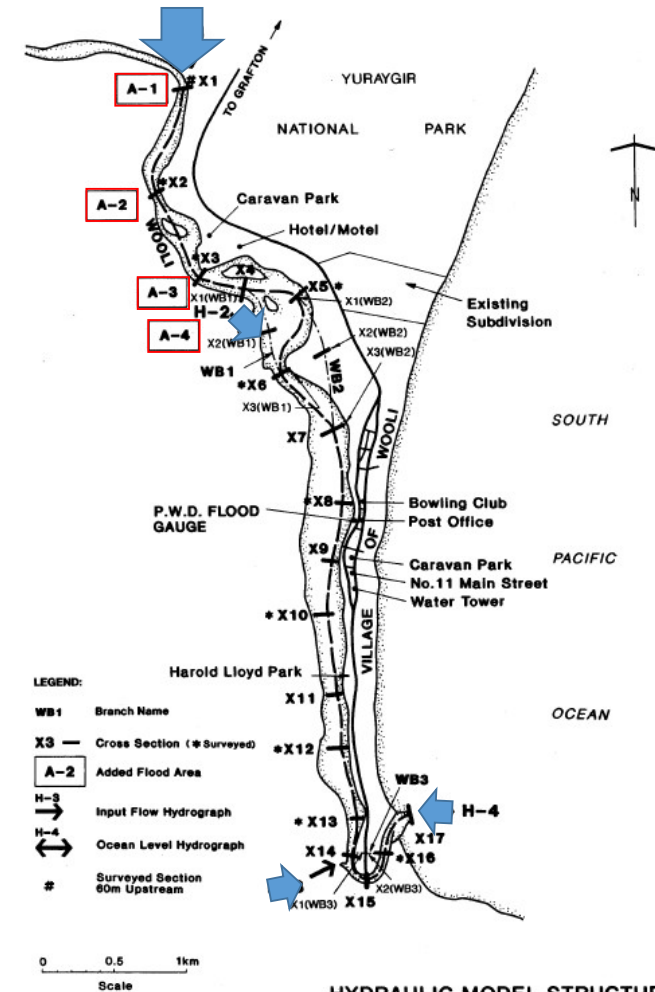 # X1
A-1
TO GRAFTON
YURAYGIR
NATIONAL PARK
* X2
A-2
WOOLI
Caravan Park
Hotel/Motel
* X3
X4
X5 *
A-3
X1(WB1)
X1(WB2)
H-2
Existing
Subdivision
A-4
X2(WB1)
X2(WB2)
WB1
WB2
X3(WB2)
* X6
X3(WB1)
X7
SOUTH
VILLAGE OF WOOLI
* X8
Bowling Club
P.W.D. FLOOD
GAUGE
Post Office
X9
PACIFIC
Caravan Park
No.11 Main Street
Water Tower
* X10
Harold Lloyd Park
X11
OCEAN
* X12
WB3
* X13
H-4
X17
X14
* X16
X1(WB3)
X15
X2(WB3)
N
LEGEND:
WB1 Branch Name
X3 Cross Section (* Surveyed)
A-2 Added Flood Area
H-3 Input Flow Hydrograph
H-4 Ocean Level Hydrograph
# Surveyed Section
60m Upstream
0 0.5 1km
Scale